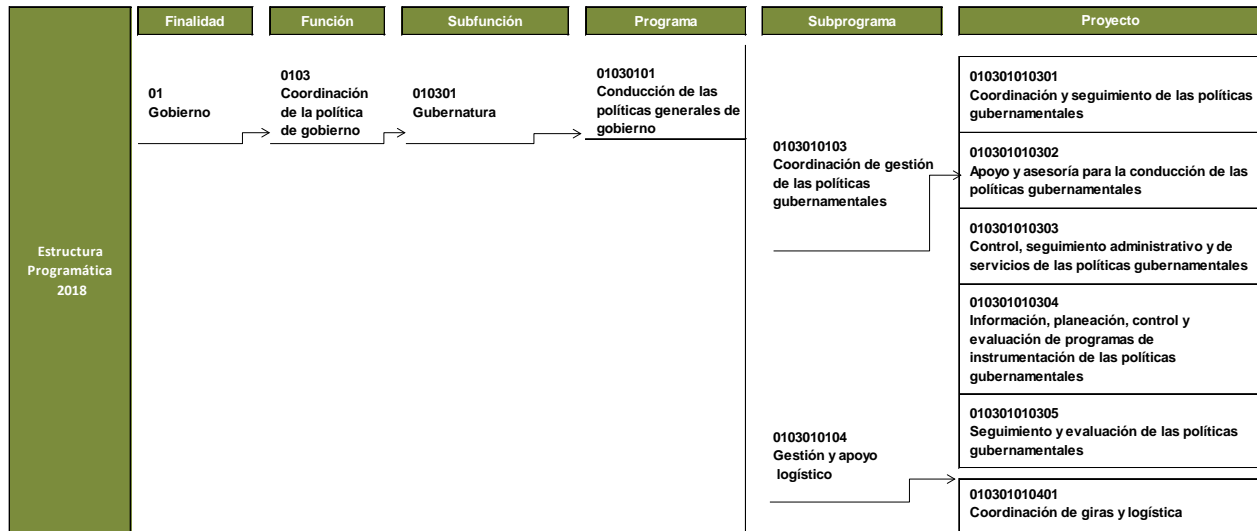 Finalidad
Función
Subfunción
Programa
Subprograma
Proyecto
Estructura
Programática
2018
01
Gobierno
0103
Coordinación
de la política
de gobierno
010301
Gubernatura
01030101
Conducción de las
políticas generales de
gobierno
0103010103
Coordinación de gestión
de las políticas
gubernamentales
0103010104
Gestión y apoyo
logístico
010301010301
Coordinación y seguimiento de las políticas
gubernamentales
010301010302
Apoyo y asesoría para la conducción de las
políticas gubernamentales
010301010303
Control, seguimiento administrativo y de
servicios de las políticas gubernamentales
010301010304
Información, planeación, control y
evaluación de programas de
instrumentación de las políticas
gubernamentales
010301010305
Seguimiento y evaluación de las políticas
gubernamentales
010301010401
Coordinación de giras y logística